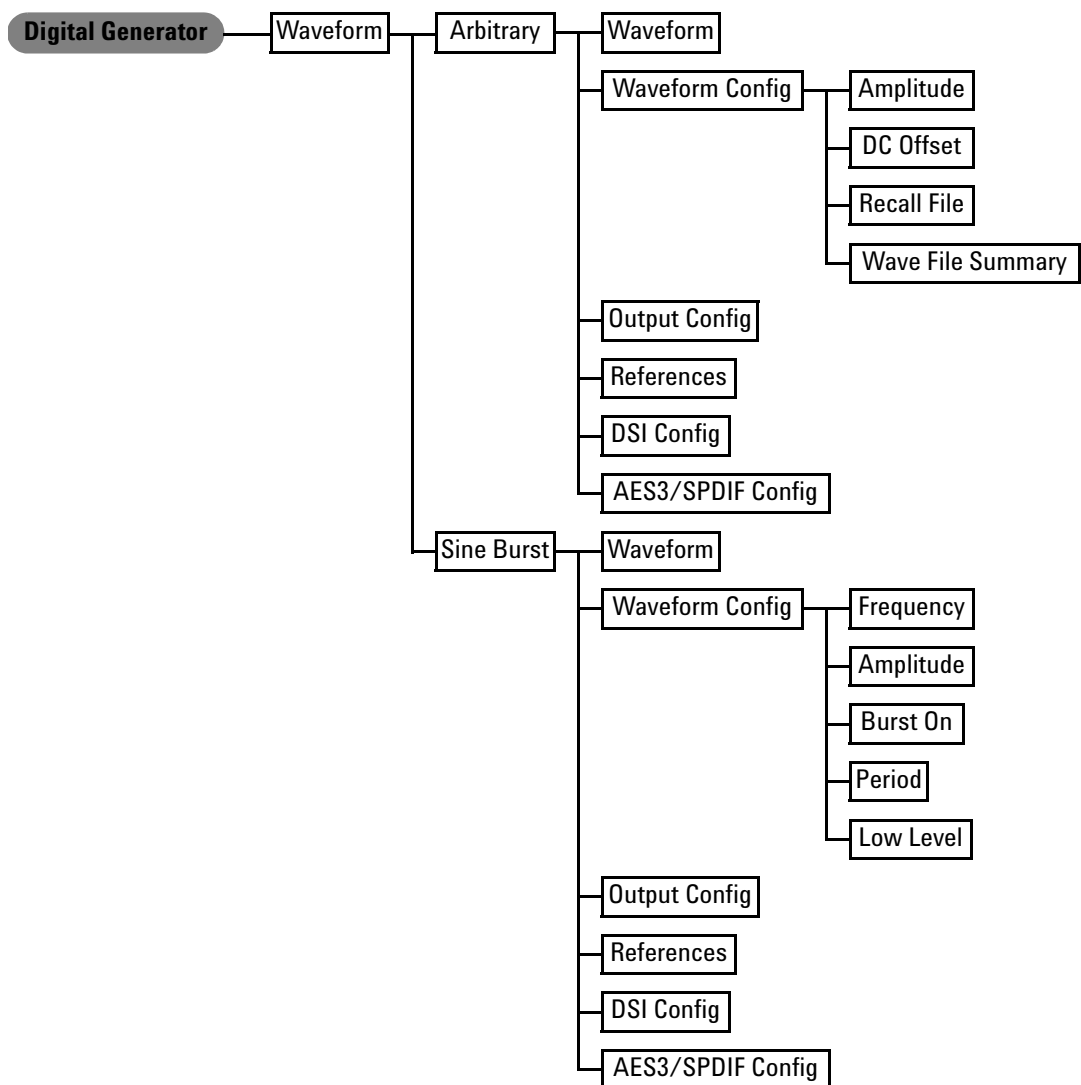 Digital Generator
Waveform
Arbitrary
Waveform
Waveform Config
Amplitude
DC Offset
Recall File
Wave File Summary
Output Config
References
DSI Config
AES3/SPDIF Config
Sine Burst
Waveform
Waveform Config
Frequency
Amplitude
Burst On
Period
Low Level
Output Config
References
DSI Config
AES3/SPDIF Config